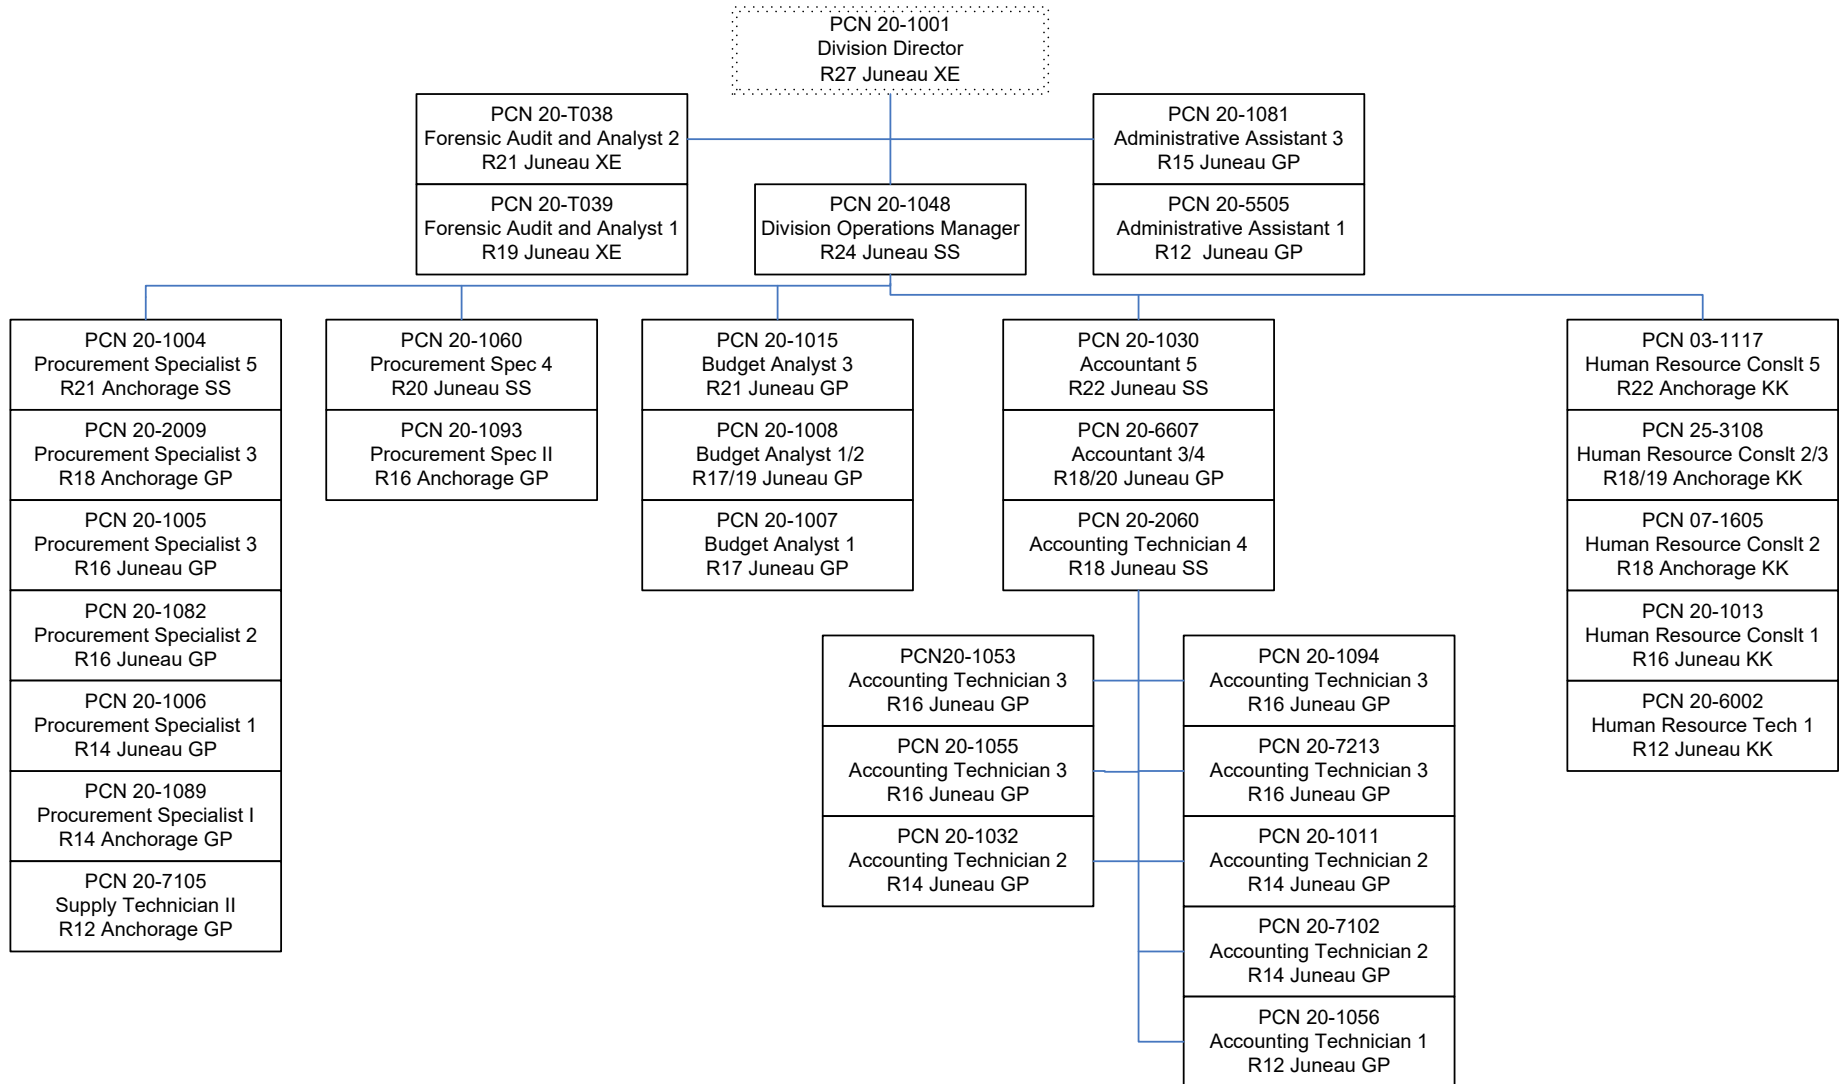 PCN 20-1001
Division Director
R27 Juneau XE
PCN 20-T038
Forensic Audit and Analyst 2
R21 Juneau XE
PCN 20-T039
Forensic Audit and Analyst 1
R19 Juneau XE
PCN 20-1081
Administrative Assistant 3
R15 Juneau GP
PCN 20-5505
Administrative Assistant 1
R12 Juneau GP
PCN 20-1048
Division Operations Manager
R24 Juneau SS
PCN 20-1004
Procurement Specialist 5
R21 Anchorage SS
PCN 20-2009
Procurement Specialist 3
R18 Anchorage GP
PCN 20-1005
Procurement Specialist 3
R16 Juneau GP
PCN 20-1082
Procurement Specialist 2
R16 Juneau GP
PCN 20-1006
Procurement Specialist 1
R14 Juneau GP
PCN 20-1089
Procurement Specialist I
R14 Anchorage GP
PCN 20-7105
Supply Technician II
R12 Anchorage GP
PCN 20-1060
Procurement Spec 4
R20 Juneau SS
PCN 20-1093
Procurement Spec II
R16 Anchorage GP
PCN 20-1015
Budget Analyst 3
R21 Juneau GP
PCN 20-1008
Budget Analyst 1/2
R17/19 Juneau GP
PCN 20-1007
Budget Analyst 1
R17 Juneau GP
PCN 20-1030
Accountant 5
R22 Juneau SS
PCN 20-6607
Accountant 3/4
R18/20 Juneau GP
PCN 20-2060
Accounting Technician 4
R18 Juneau SS
PCN20-1053
Accounting Technician 3
R16 Juneau GP
PCN 20-1055
Accounting Technician 3
R16 Juneau GP
PCN 20-1032
Accounting Technician 2
R14 Juneau GP
PCN 20-1094
Accounting Technician 3
R16 Juneau GP
PCN 20-7213
Accounting Technician 3
R16 Juneau GP
PCN 20-1011
Accounting Technician 2
R14 Juneau GP
PCN 20-7102
Accounting Technician 2
R14 Juneau GP
PCN 20-1056
Accounting Technician 1
R12 Juneau GP
PCN 03-1117
Human Resource Conslt 5
R22 Anchorage KK
PCN 25-3108
Human Resource Conslt 2/3
R18/19 Anchorage KK
PCN 07-1605
Human Resource Conslt 2
R18 Anchorage KK
PCN 20-1013
Human Resource Conslt 1
R16 Juneau KK
PCN 20-6002
Human Resource Tech 1
R12 Juneau KK